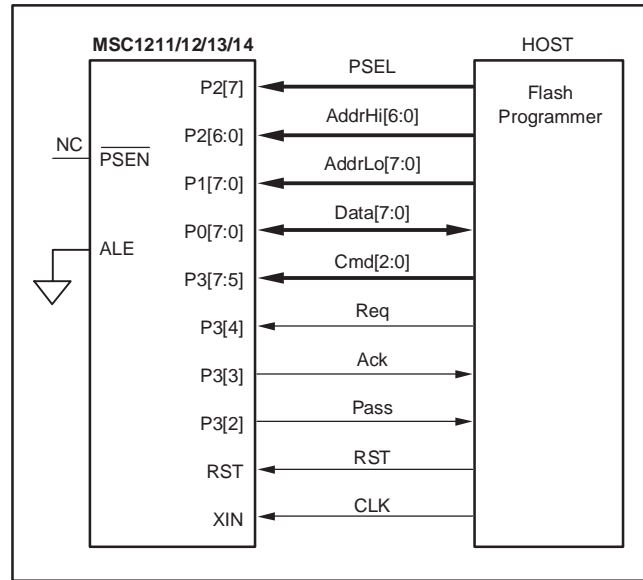 MSC1211/12/13/14
HOST
P2[7]
PSEL
Flash
Programmer
P2[6:0]
AddrHi[6:0]
NC
PSEN
P1[7:0]
AddrLo[7:0]
P0[7:0]
Data[7:0]
ALE
P3[7:5]
Cmd[2:0]
P3[4]
Req
P3[3]
Ack
P3[2]
Pass
RST
RST
XIN
CLK